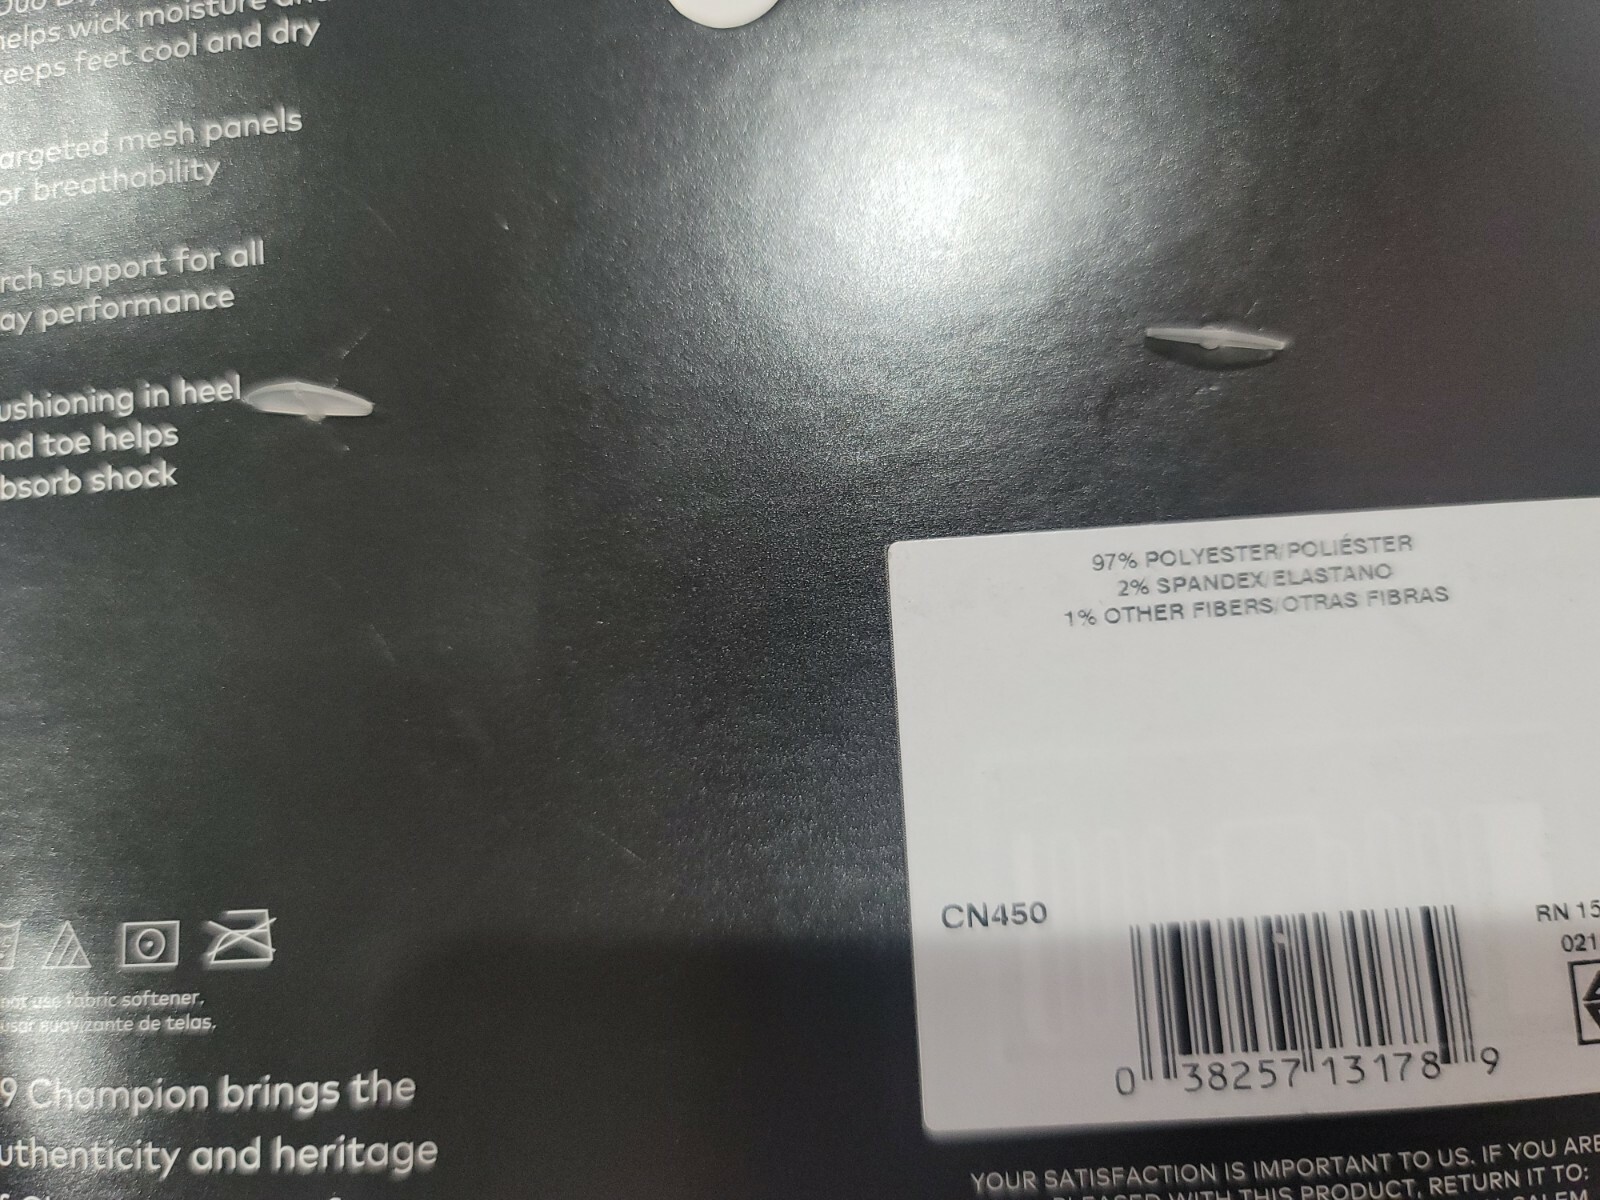 Duo Dry
helps wick moisture and
keeps feet cool and dry
argeted mesh panels
or breathability
rch support for all
ay performance
ushioning in heel
nd toe helps
bsorb shock
not use fabric softener.
usar suavizante de telas.
9 Champion brings the
uthenticity and heritage
97% POLYESTER/POLIÉSTER
2% SPANDEX/ELASTANO
1% OTHER FIBERS/OTRAS FIBRAS
CN450
RN 15
021
0 38257 13178 9
YOUR SATISFACTION IS IMPORTANT TO US. IF YOU ARE
PLEASED WITH THIS PRODUCT, RETURN IT TO: